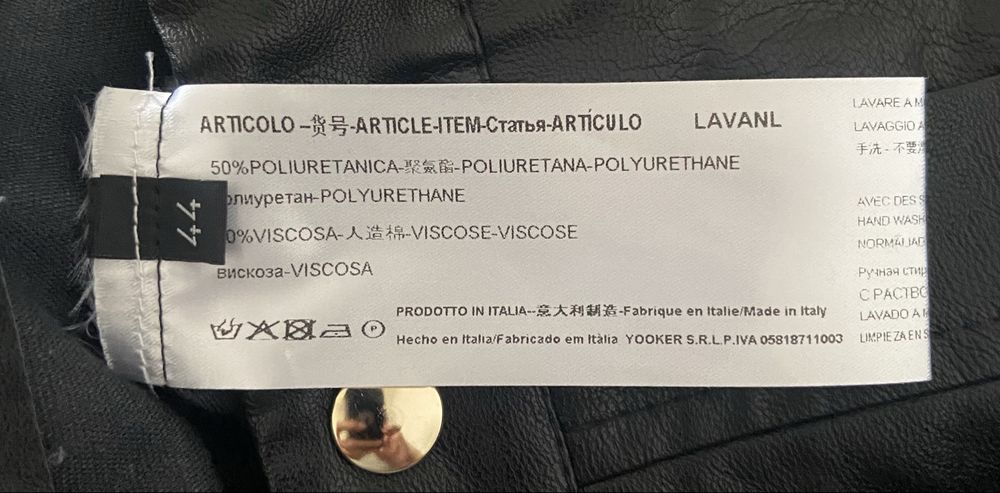 ARTICOLO -货号-ARTICLE-ITEM-Статья-ARTÍCULO LAVANL
50%POLIURETANICA-聚氨酯-POLIURETANA-POLYURETHANE
олиуретан-POLYURETHANE
0%VISCOSA-人造棉-VISCOSE-VISCOSE
вискоза-VISCOSA
44
PRODOTTO IN ITALIA--意大利制造-Fabrique en Italie/Made in Italy
Hecho en Italia/Fabricado em Itàlia YOOKER S.R.L.P.IVA 05818711003
P
LAVARE A M
LAVAGGIO A
手洗 - 不要
AVEC DES S
HAND WASH
NORMALIAD
Ручная стир
С РАСТВО
LAVADO A
LIMPIEZA EN S